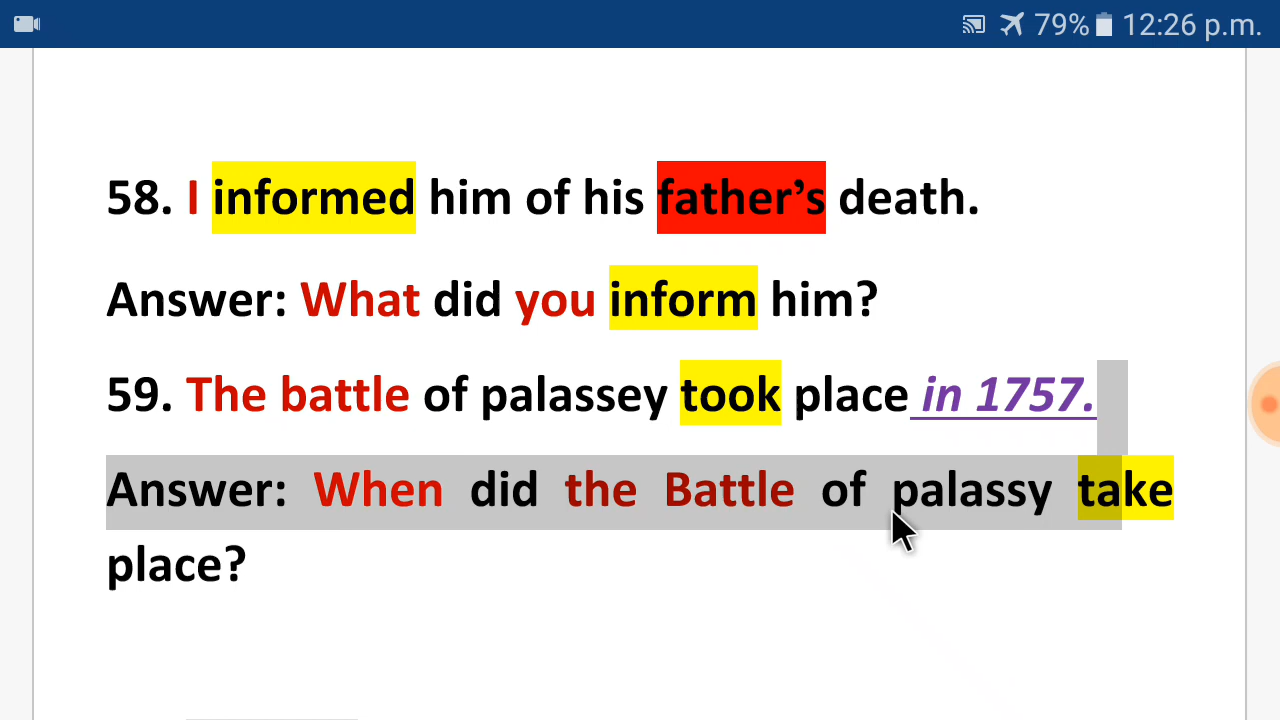 79% 12:26 p.m.
58. I informed him of his father’s death.
Answer: What did you inform him?
59. The battle of palassey took place in 1757.
Answer: When did the Battle of palassy take
place?